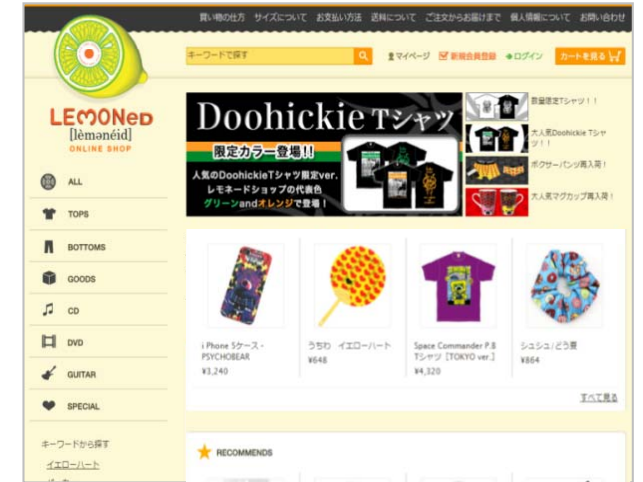 買い物の仕方 サイズについて お支払い方法 送料について ご注文からお届けまで 個人情報について お問い合わせ
キーワードで探す
マイページ 新規会員登録 ログイン カートを見る
LEMONeD
[lèmənéid]
ONLINE SHOP
ALL
TOPS
BOTTOMS
GOODS
CD
DVD
GUITAR
SPECIAL
キーワードから探す
イエローハート
Doohickie Tシャツ
限定カラー登場!!
人気のDoohickieTシャツ限定ver.
レモネードショップの代表色
グリーンandオレンジで登場!
数量限定Tシャツ!!
大人気Doohickie Tシャ
ツ!!
ボクサーパンツ再入荷!
大人気マグカップ再入荷!
i Phone 5ケース・
PSYCHOBEAR
¥3,240
うちわ イエローハート
¥648
Space Commander P.B
Tシャツ [TOKYO ver.]
¥4,320
シュシュ/どう夏
¥864
すべて見る
RECOMMENDS